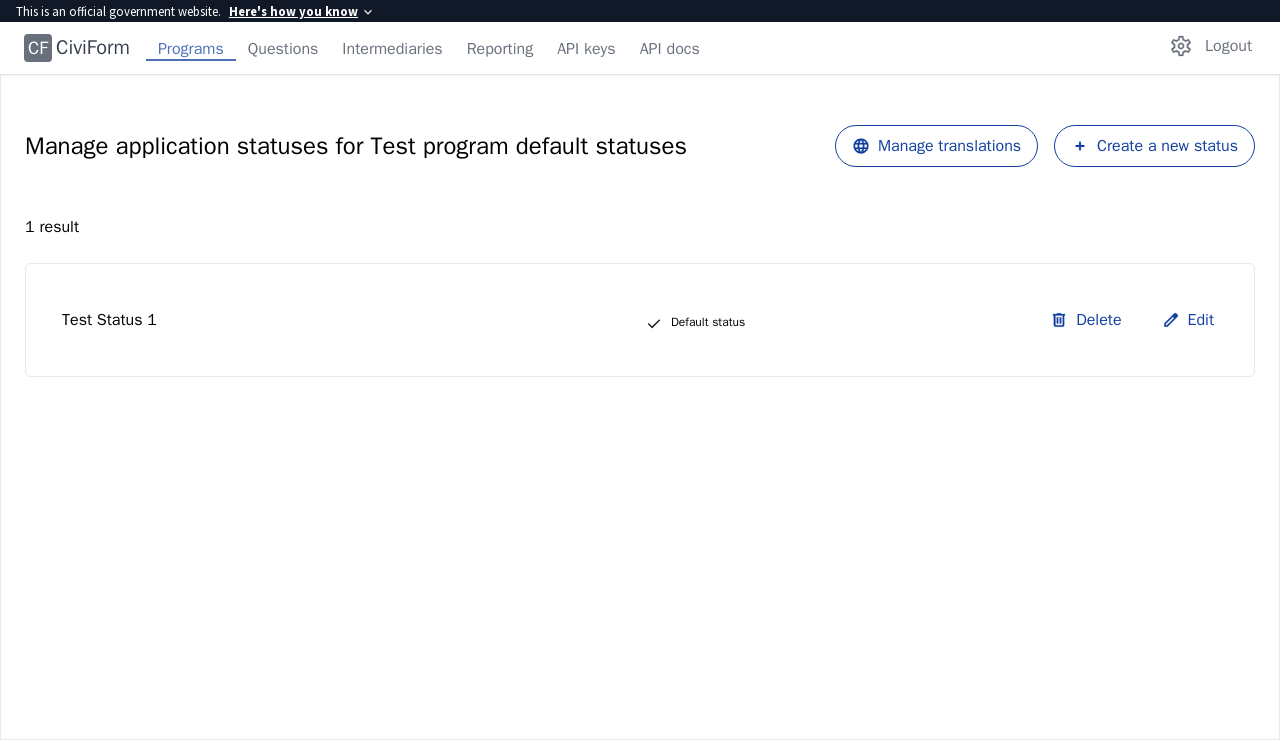 This is an official government website. Here's how you know
CF CiviForm Programs Questions Intermediaries Reporting API keys API docs Logout
Manage application statuses for Test program default statuses
Manage translations
Create a new status
1 result
Test Status 1
Default status
Delete
Edit